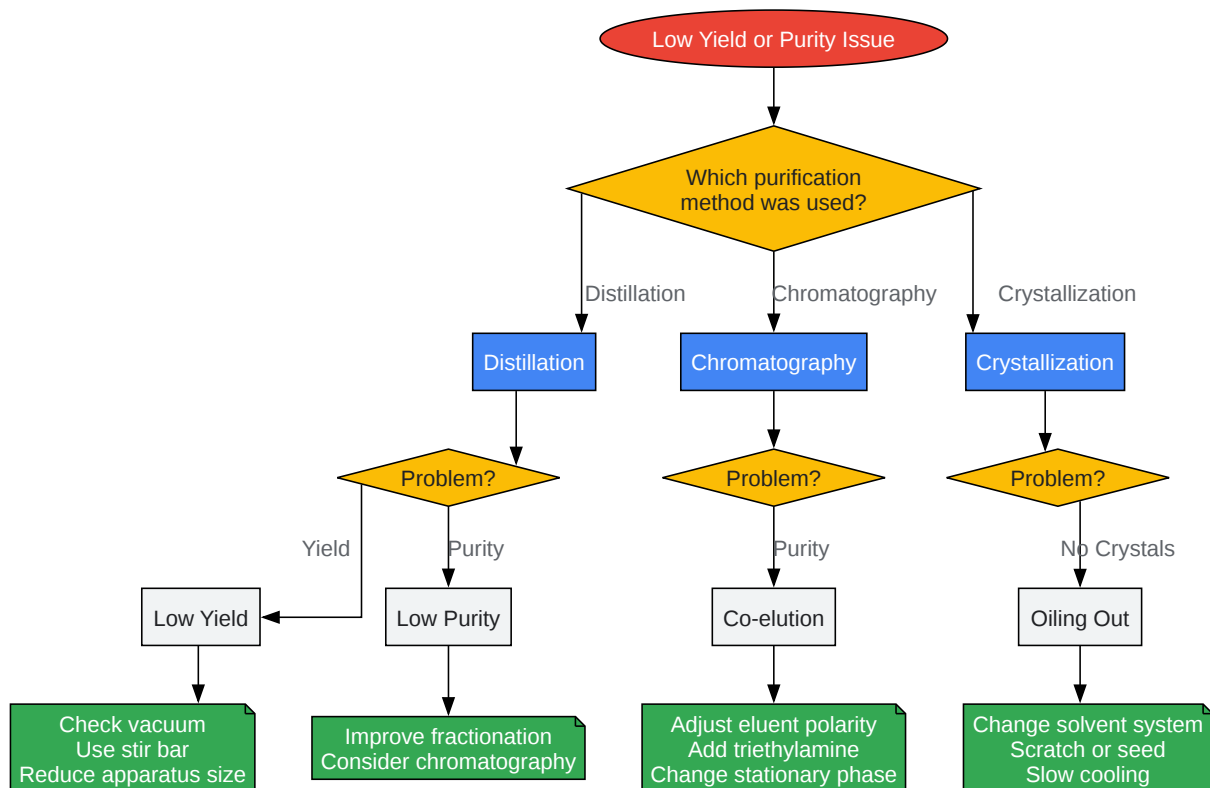 Low Yield or Purity Issue
Which purification
method was used?
Distillation
Chromatography
Crystallization
Distillation
Chromatography
Crystallization
Problem?
Problem?
Problem?
Yield
Purity
Purity
No Crystals
Low Yield
Low Purity
Co-elution
Oiling Out
Check vacuum
Use stir bar
Reduce apparatus size
Improve fractionation
Consider chromatography
Adjust eluent polarity
Add triethylamine
Change stationary phase
Change solvent system
Scratch or seed
Slow cooling